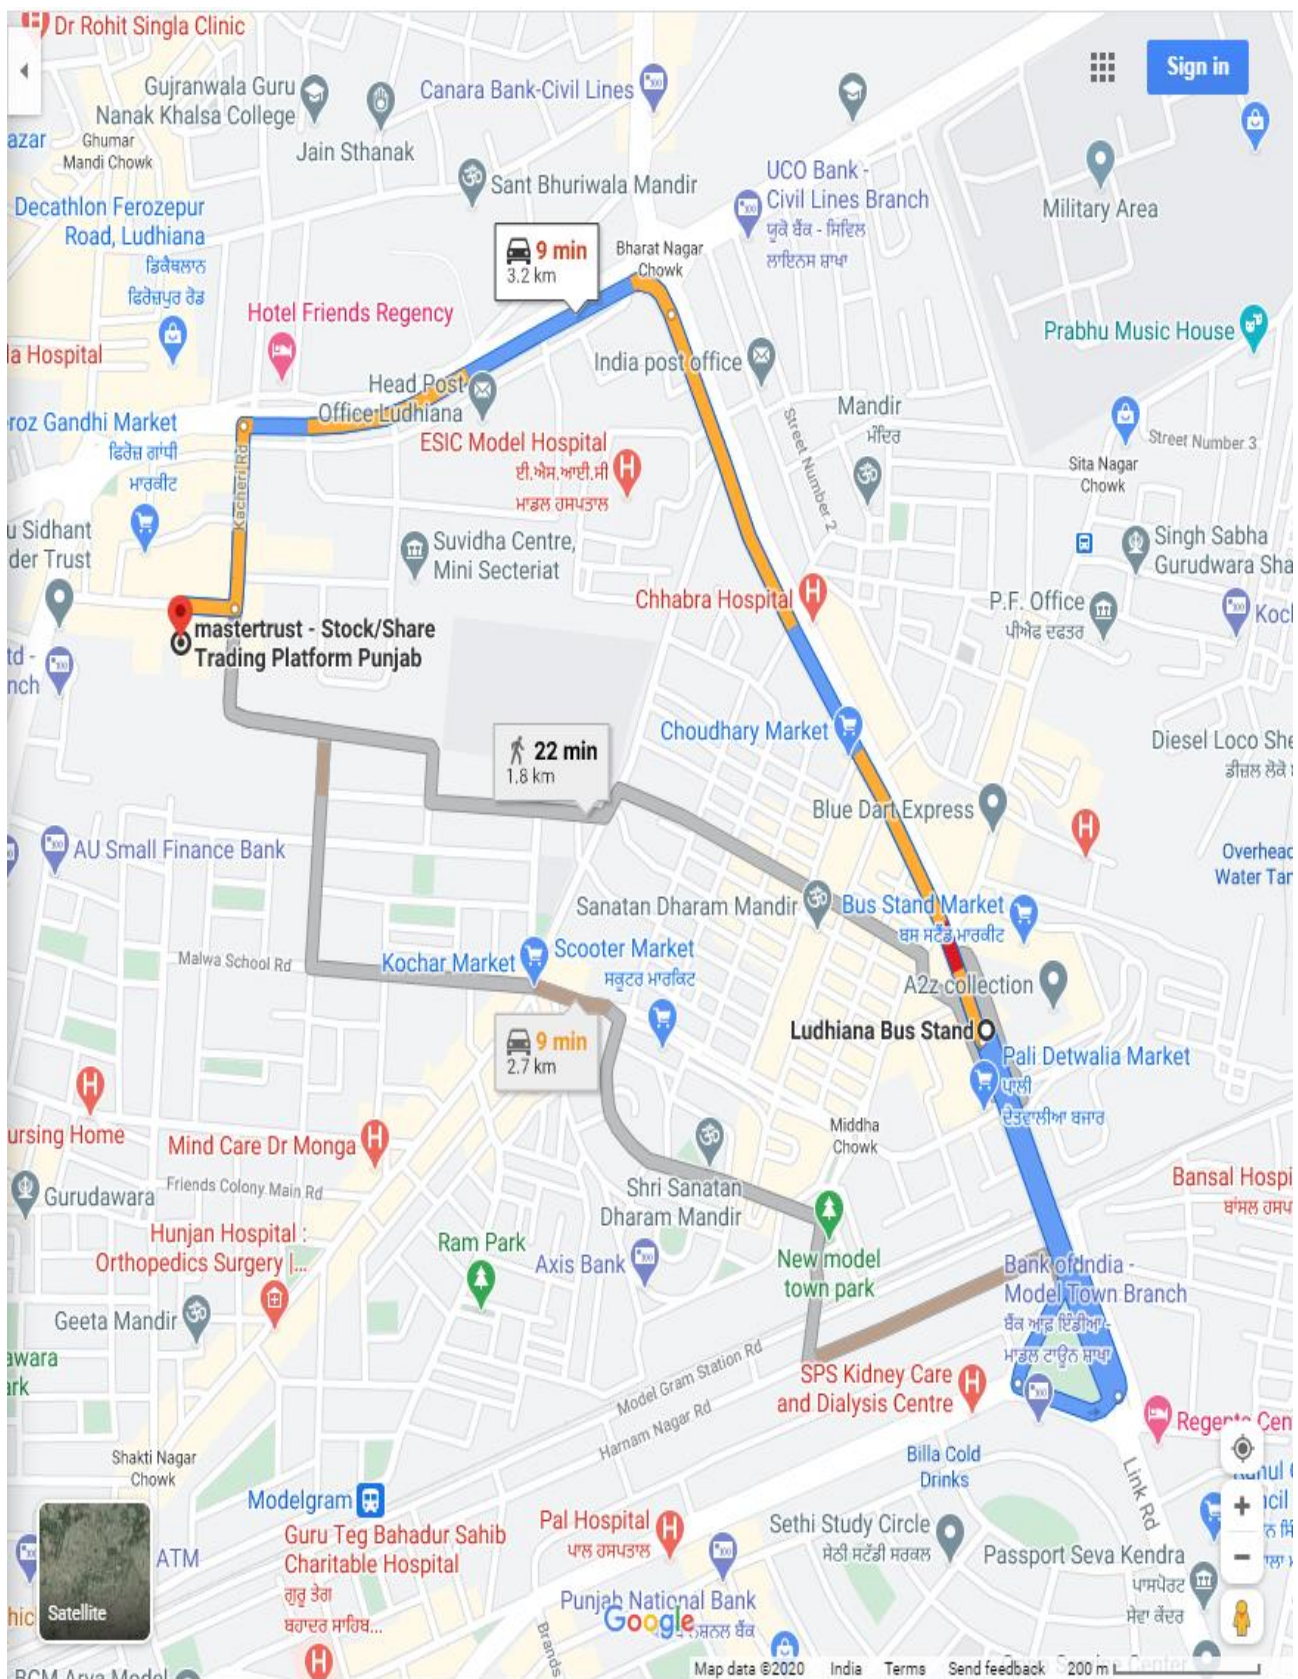 Dr Rohit Singla Clinic
Sign in
Gujranwala Guru
Nanak Khalsa College
Canara Bank-Civil Lines
azar
Ghumar
Mandi Chowk
Jain Sthanak
Sant Bhuriwala Mandir
UCO Bank -
Civil Lines Branch
ਯੂਕੋ ਬੈਂਕ - ਸਿਵਿਲ
ਲਾਇਨਸ ਸ਼ਾਖਾ
Military Area
Decathlon Ferozepur
Road, Ludhiana
ਡਿਕੈਥਲਾਨ
ਫਿਰੋਜ਼ਪੁਰ ਰੋਡ
9 min
3.2 km
Bharat Nagar
Chowk
Hotel Friends Regency
Prabhu Music House
la Hospital
India post office
Head Post
Office Ludhiana
Mandir
ਮੰਦਿਰ
Street Number 2
Street Number 3
roz Gandhi Market
ਫਿਰੋਜ਼ ਗਾਂਧੀ
ਮਾਰਕੀਟ
Kacheri Rd
ESIC Model Hospital
ਈ.ਐਸ.ਆਈ.ਸੀ
ਮਾਡਲ ਹਸਪਤਾਲ
Sita Nagar
Chowk
u Sidhant
der Trust
Suvidha Centre,
Mini Secteriat
Singh Sabha
Gurudwara Sha
Chhabra Hospital
P.F. Office
ਪੀਐਫ ਦਫਤਰ
Koch
mastertrust - Stock/Share
Trading Platform Punjab
td -
nch
Choudhary Market
22 min
1.8 km
Diesel Loco She
ਡੀਜ਼ਲ ਲੋਕੋ
Blue Dart Express
AU Small Finance Bank
Overhead
Water Tan
Sanatan Dharam Mandir
Bus Stand Market
ਬਸ ਸਟੈਂਡ ਮਾਰਕੀਟ
Malwa School Rd
Kochar Market
Scooter Market
ਸਕੂਟਰ ਮਾਰਕਿਟ
A2z collection
Ludhiana Bus Stand
9 min
2.7 km
Pali Detwalia Market
ਪਾਲੀ
ਦੇਤਵਾਲੀਆ ਬਜਾਰ
ursing Home
Mind Care Dr Monga
Middha
Chowk
Gurudawara
Friends Colony Main Rd
Shri Sanatan
Dharam Mandir
Bansal Hospi
ਬਾਂਸਲ ਹਸਪ
Hunjan Hospital :
Orthopedics Surgery |...
Ram Park
Axis Bank
New model
town park
Bank of India -
Model Town Branch
ਬੈਂਕ ਆਫ਼ ਇੰਡੀਆ -
ਮਾਡਲ ਟਾਊਨ ਸ਼ਾਖਾ
Geeta Mandir
awara
ark
Model Gram Station Rd
Harnam Nagar Rd
SPS Kidney Care
and Dialysis Centre
Regenta Cen
Shakti Nagar
Chowk
Billa Cold
Drinks
Link Rd
Modelgram
Guru Teg Bahadur Sahib
Charitable Hospital
ਗੁਰੂ ਤੇਗ
ਬਹਾਦਰ ਸਾਹਿਬ...
Pal Hospital
ਪਾਲ ਹਸਪਤਾਲ
Sethi Study Circle
ਸੇਠੀ ਸਟੱਡੀ ਸਰਕਲ
Passport Seva Kendra
ਪਾਸਪੋਰਟ
ਸੇਵਾ ਕੇਂਦਰ
ATM
Satellite
Punjab National Bank
ਨੈਸ਼ਨਲ ਬੈਂਕ
Google
Brands
Map data ©2020 India Terms Send feedback 200 m